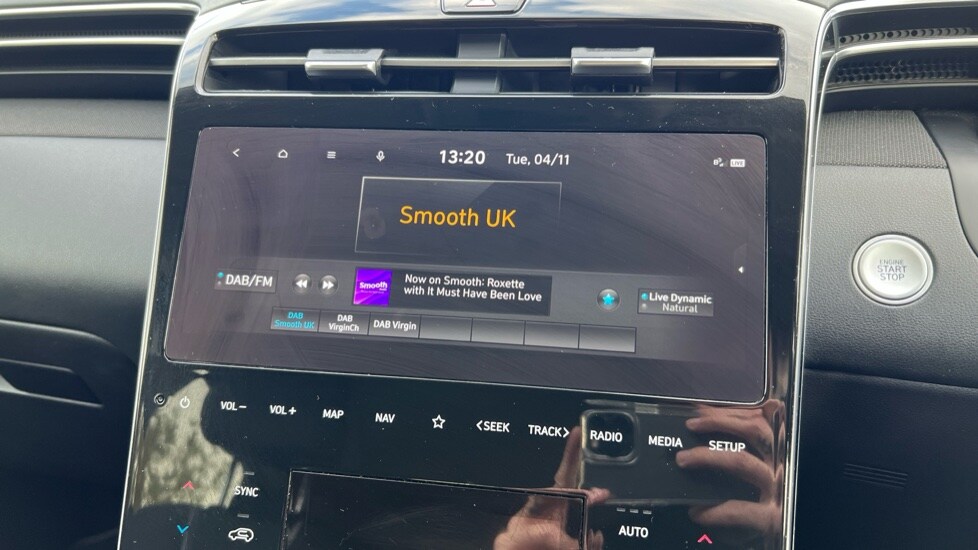 13:20 Tue, 04/11
LIVE
Smooth UK
DAB/FM
Smooth
Now on Smooth: Roxette
with It Must Have Been Love
Live Dynamic
Natural
DAB
Smooth UK
DAB
VirginCh
DAB Virgin
ENGINE
START
STOP
VOL−
VOL+
MAP
NAV
<SEEK
TRACK>
RADIO
MEDIA
SETUP
SYNC
AUTO